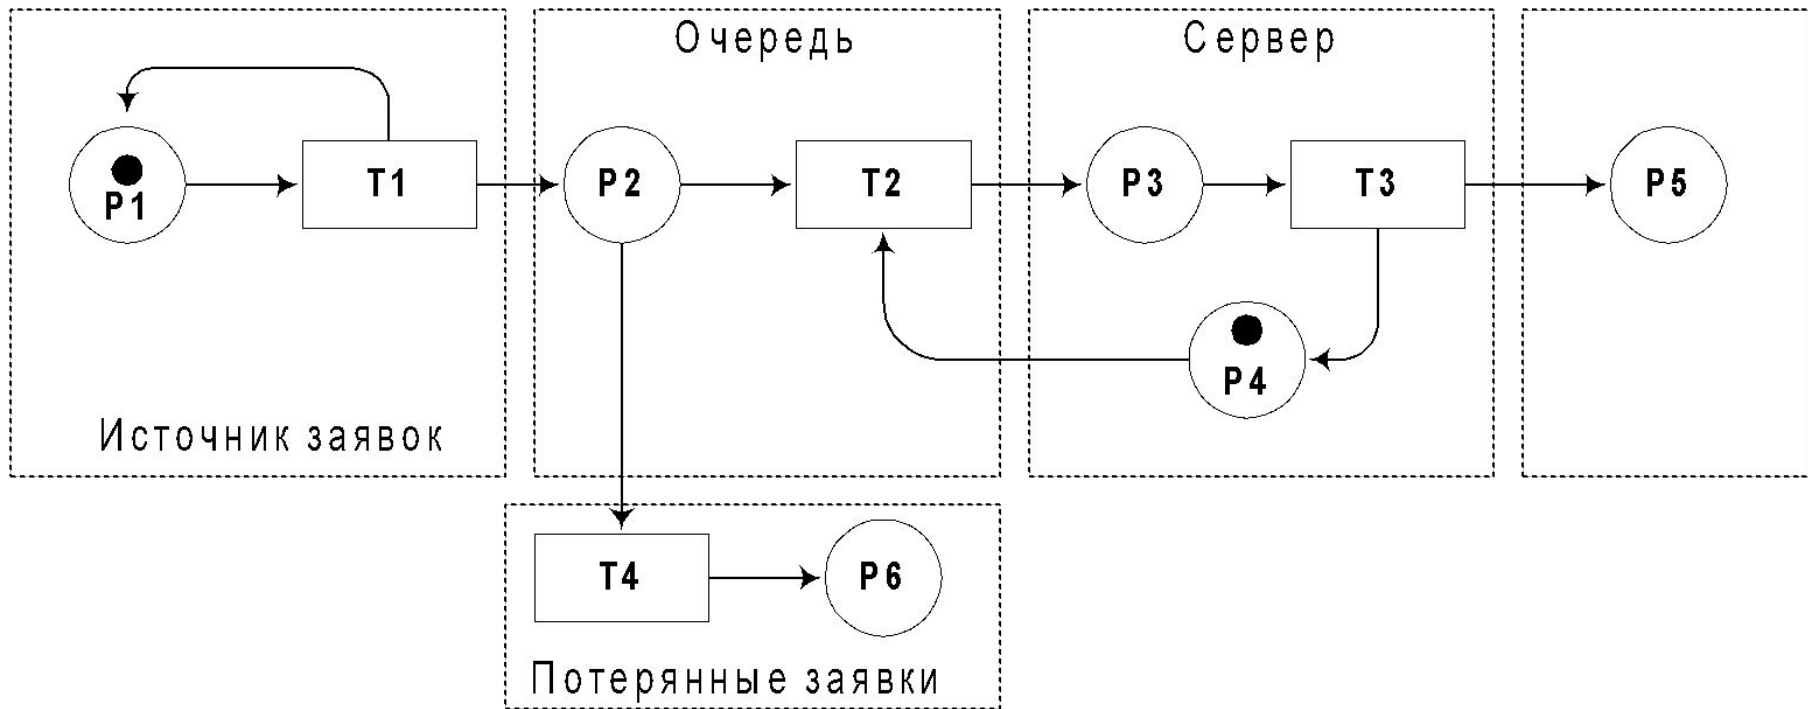 Очередь
Сервер
P1
T1
P2
T2
P3
T3
P5
P4
Источник заявок
T4
P6
Потерянные заявки